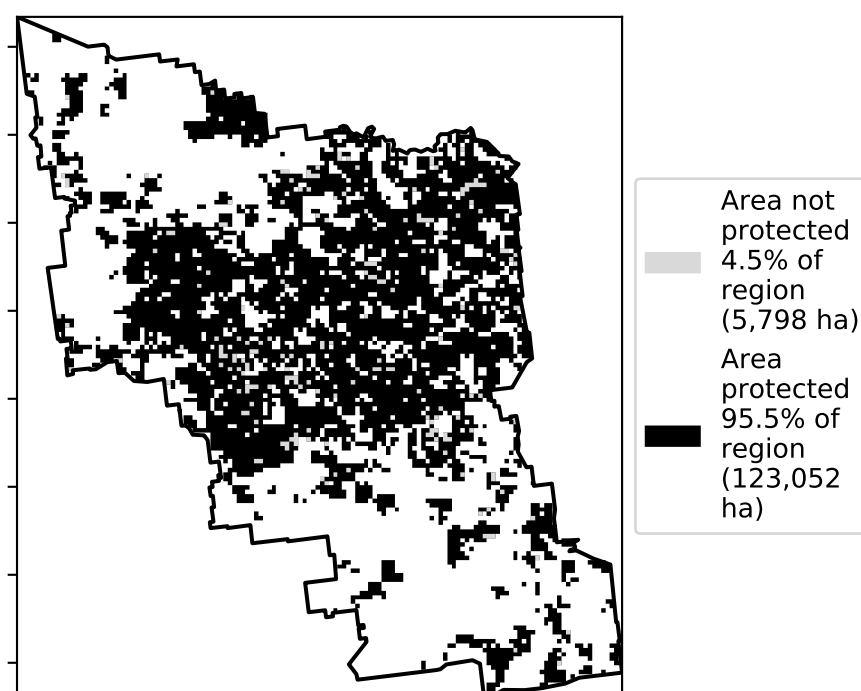 Area not
protected
4.5% of
region
(5,798 ha)
Area
protected
95.5% of
region
(123,052
ha)